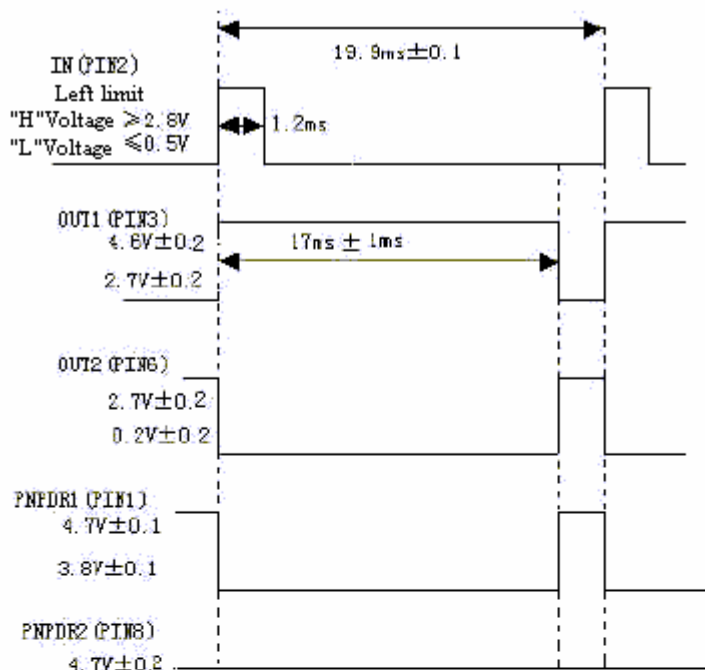 19.9ms±0.1
IN(PIN2)
Left limit
"H"Voltage ≥2.8V
1.2ms
"L"Voltage ≤0.5V
OUT1(PIN3)
4.6V±0.2
17ms ± 1ms
2.7V±0.2
OUT2(PIN6)
2.7V±0.2
0.2V±0.2
PNPDR1(PIN1)
4.7V±0.1
3.8V±0.1
PNPDR2(PIN8)
4.7V±0.2